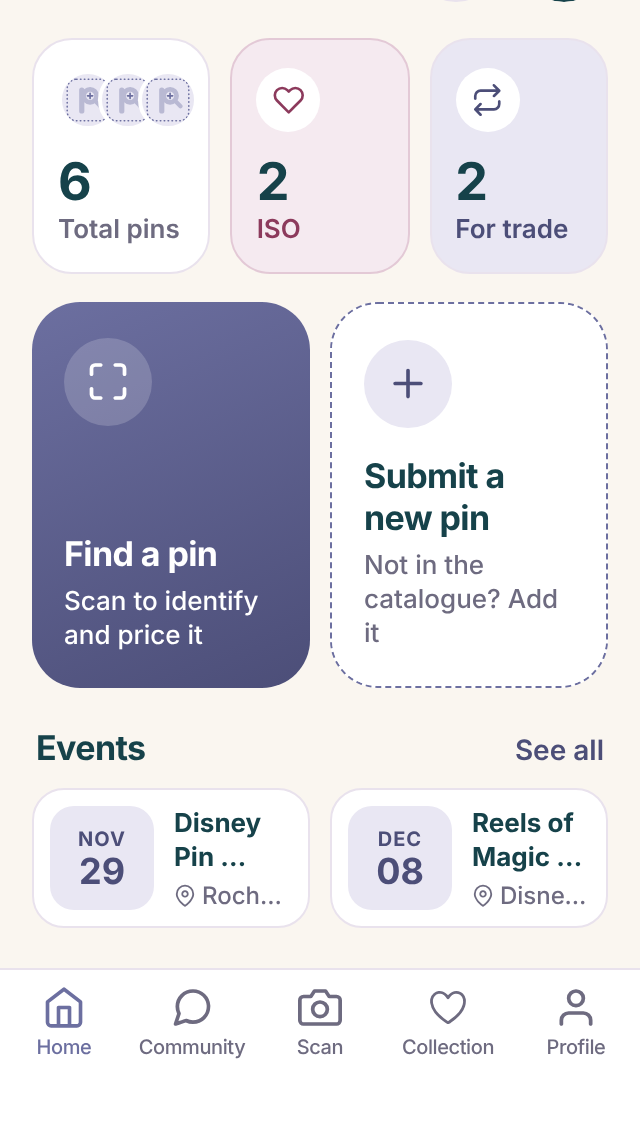 6
Total pins
2
ISO
2
For trade
Find a pin
Scan to identify
and price it
Submit a
new pin
Not in the
catalogue? Add
it
Events
See all
NOV
29
Disney
Pin ...
Roch...
DEC
08
Reels of
Magic ...
Disne...
Home
Community
Scan
Collection
Profile